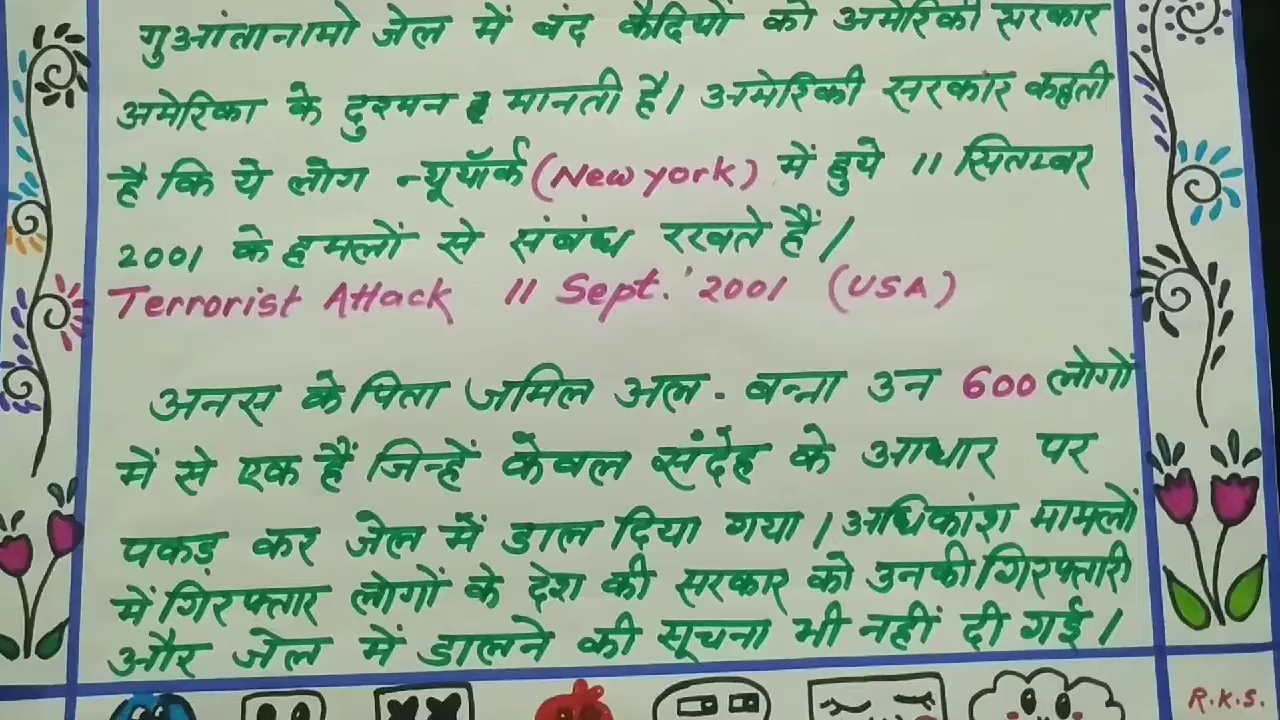 गुआंतानामो जेल में बंद कैदियों को अमेरिकी सरकार
अमेरिका के दुश्मन मानती है। अमेरिकी सरकार कहती
है कि ये लोग न्यूयॉर्क (New york) में हुये 11 सितम्बर
2001 के हमलों से संबंध रखते हैं।
Terrorist Attack 11 Sept. 2001 (USA)
अनस के पिता जमिल अल - बन्ना उन 600 लोगों
में से एक हैं जिन्हें केवल संदेह के आधार पर
पकड़ कर जेल में डाल दिया गया। अधिकांश मामलों
में गिरफ्तार लोगों के देश की सरकार को उनकी गिरफ्तारी
और जेल में डालने की सूचना भी नहीं दी गई।
R.K.S.